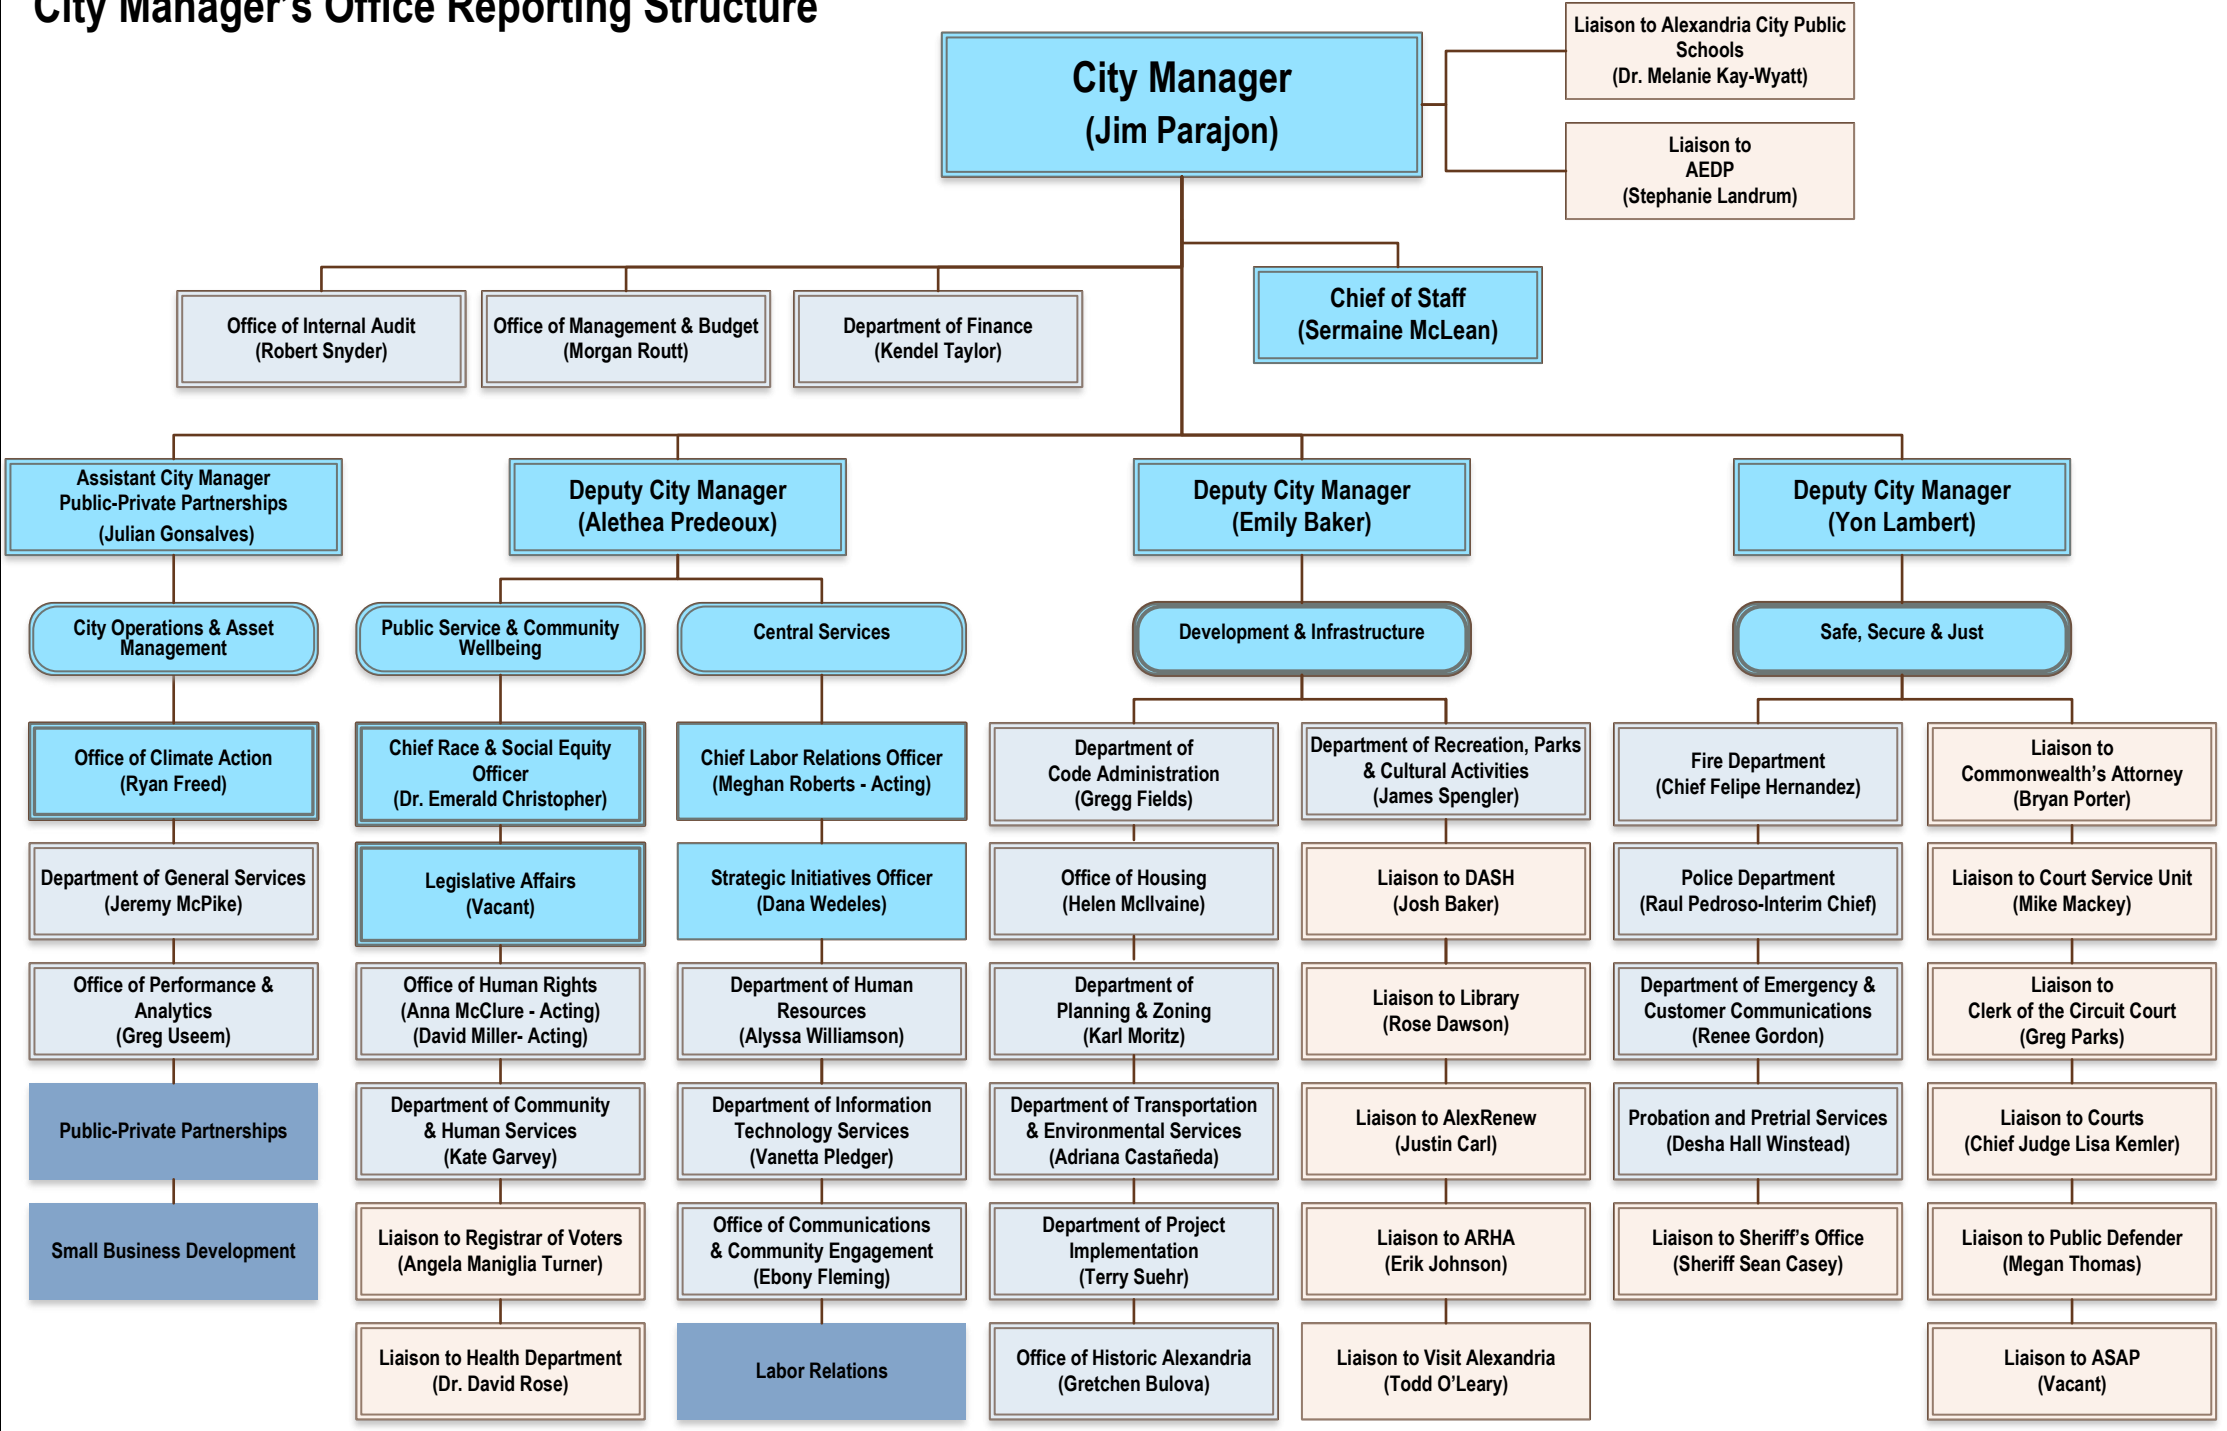 City Manager's Office Reporting Structure
Liaison to Alexandria City Public
Schools
(Dr. Melanie Kay-Wyatt)
City Manager
(Jim Parajon)
Liaison to
AEDP
(Stephanie Landrum)
Chief of Staff
(Sermaine McLean)
Office of Internal Audit
(Robert Snyder)
Office of Management & Budget
(Morgan Routt)
Department of Finance
(Kendel Taylor)
Assistant City Manager
Public-Private Partnerships
(Julian Gonsalves)
Deputy City Manager
(Alethea Predeoux)
Deputy City Manager
(Emily Baker)
Deputy City Manager
(Yon Lambert)
City Operations & Asset
Management
Public Service & Community
Wellbeing
Central Services
Development & Infrastructure
Safe, Secure & Just
Office of Climate Action
(Ryan Freed)
Chief Race & Social Equity
Officer
(Dr. Emerald Christopher)
Chief Labor Relations Officer
(Meghan Roberts - Acting)
Department of
Code Administration
(Gregg Fields)
Department of Recreation, Parks
& Cultural Activities
(James Spengler)
Fire Department
(Chief Felipe Hernandez)
Liaison to
Commonwealth's Attorney
(Bryan Porter)
Department of General Services
(Jeremy McPike)
Legislative Affairs
(Vacant)
Strategic Initiatives Officer
(Dana Wedeles)
Office of Housing
(Helen McIlvaine)
Liaison to DASH
(Josh Baker)
Police Department
(Raul Pedroso-Interim Chief)
Liaison to Court Service Unit
(Mike Mackey)
Office of Performance &
Analytics
(Greg Useem)
Office of Human Rights
(Anna McClure - Acting)
(David Miller- Acting)
Department of Human
Resources
(Alyssa Williamson)
Department of
Planning & Zoning
(Karl Moritz)
Liaison to Library
(Rose Dawson)
Department of Emergency &
Customer Communications
(Renee Gordon)
Liaison to
Clerk of the Circuit Court
(Greg Parks)
Public-Private Partnerships
Department of Community
& Human Services
(Kate Garvey)
Department of Information
Technology Services
(Vanetta Pledger)
Department of Transportation
& Environmental Services
(Adriana Castañeda)
Liaison to AlexRenew
(Justin Carl)
Probation and Pretrial Services
(Desha Hall Winstead)
Liaison to Courts
(Chief Judge Lisa Kemler)
Small Business Development
Liaison to Registrar of Voters
(Angela Maniglia Turner)
Office of Communications
& Community Engagement
(Ebony Fleming)
Department of Project
Implementation
(Terry Suehr)
Liaison to ARHA
(Erik Johnson)
Liaison to Sheriff's Office
(Sheriff Sean Casey)
Liaison to Public Defender
(Megan Thomas)
Liaison to Health Department
(Dr. David Rose)
Labor Relations
Office of Historic Alexandria
(Gretchen Bulova)
Liaison to Visit Alexandria
(Todd O'Leary)
Liaison to ASAP
(Vacant)